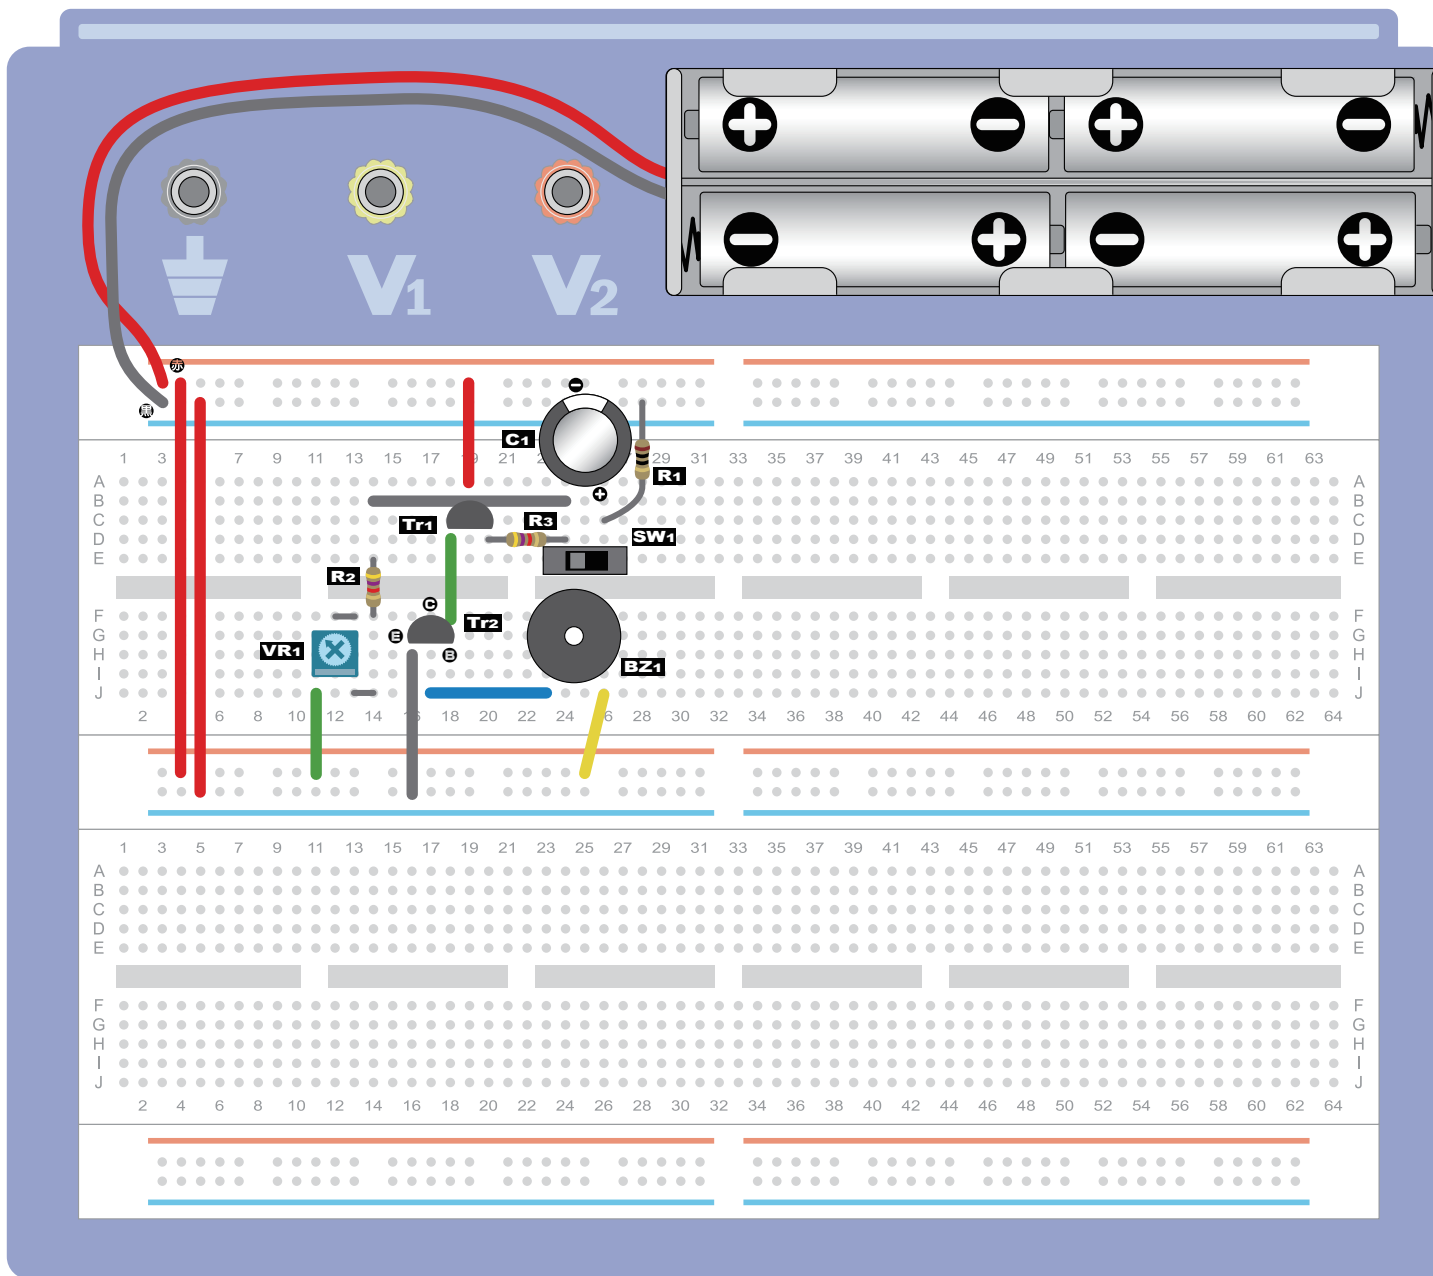 + − + −
− + − +
V1 V2
赤
黒
−
C1
1 3 7 9 11 13 15 17 19 21 2 25 27 29 31 33 35 37 39 41 43 45 47 49 51 53 55 57 59 61 63
R1
+
A A
B B
C C
D D
E E
Tr1
R3
SW1
R2
C
Tr2
F F
G G
H H
I I
J J
E
VR1
B
BZ1
2 8 10 12 14 16 18 20 22 24 26 28 30 32 34 36 38 40 42 44 46 48 50 52 54 56 58 60 62 64
1 3 5 7 9 11 13 15 17 19 21 23 25 27 29 31 33 35 37 39 41 43 45 47 49 51 53 55 57 59 61 63
A A
B B
C C
D D
E E
F F
G G
H H
I I
J J
2 4 6 8 10 12 14 16 18 20 22 24 26 28 30 32 34 36 38 40 42 44 46 48 50 52 54 56 58 60 62 64